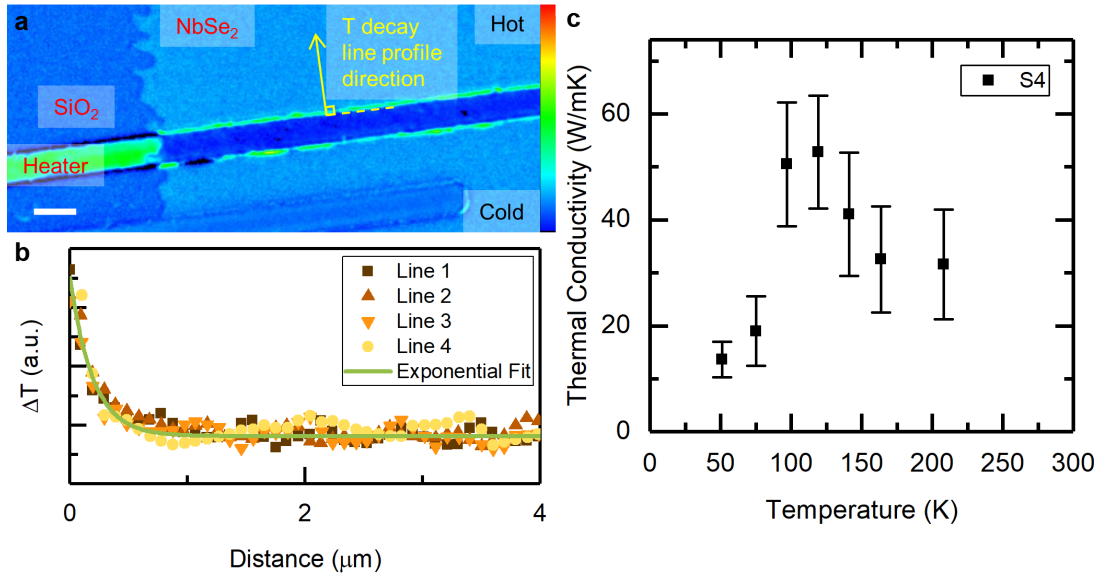 a
NbSe₂
T decay
line profile
direction
Hot
SiO₂
Heater
Cold
b
Line 1
Line 2
Line 3
Line 4
Exponential Fit
ΔT (a.u.)
0
2
4
Distance (μm)
c
S4
Thermal Conductivity (W/mK)
60
40
20
0
0
50
100
150
200
250
300
Temperature (K)